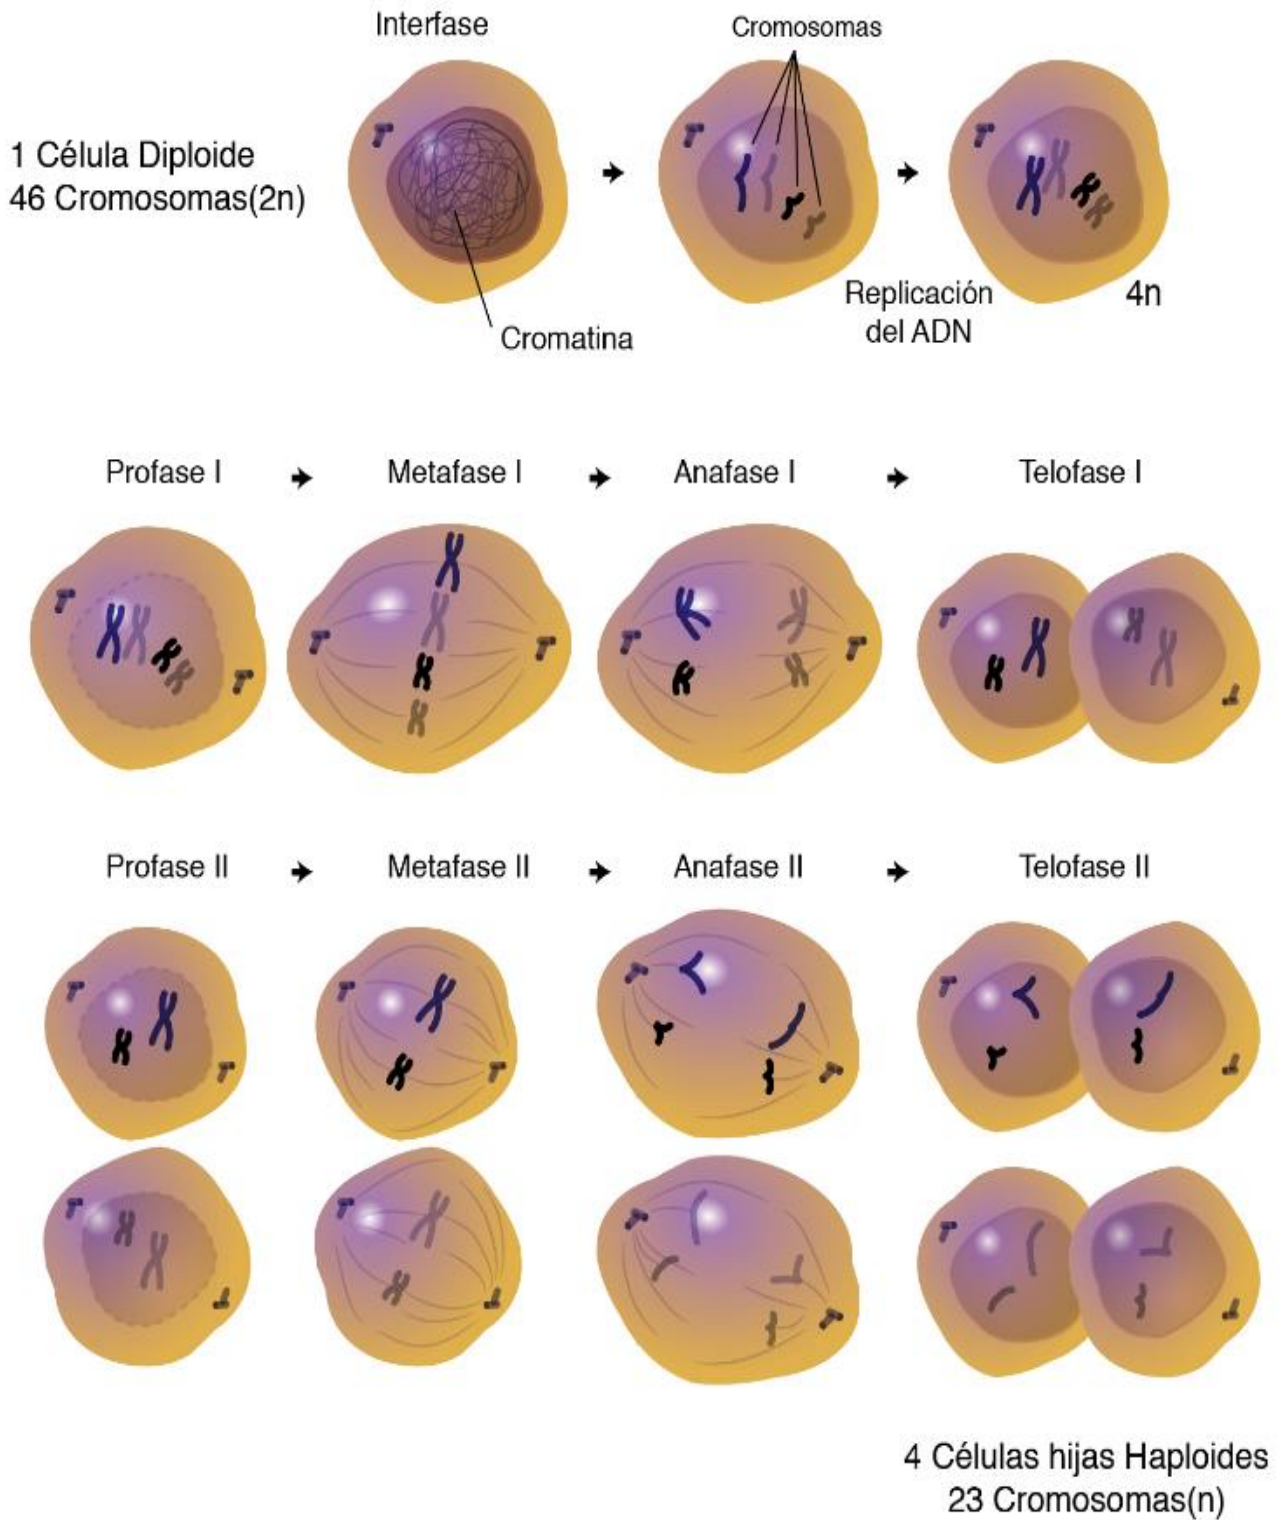 Interfase
Cromosomas
1 Célula Diploide
46 Cromosomas(2n)
Replicación
del ADN
4n
Cromatina
Profase I
Metafase I
Anafase I
Telofase I
Profase II
Metafase II
Anafase II
Telofase II
4 Células hijas Haploides
23 Cromosomas(n)